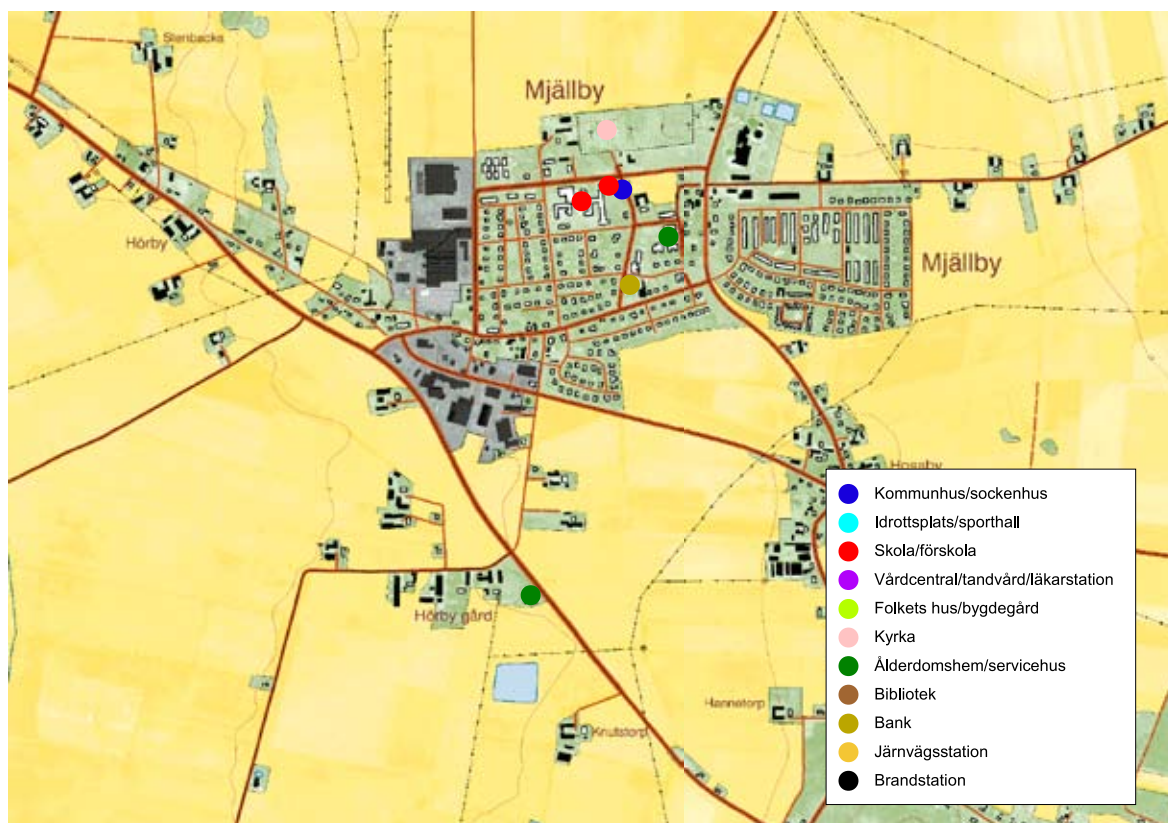 Stenbacka
Mjällby
Hörby
Mjällby
Hosaby
Hörby gård
Hannetorp
Knutstorp
Kommunhus/sockenhus
Idrottsplats/sporthall
Skola/förskola
Vårdcentral/tandvård/läkarstation
Folkets hus/bygdegård
Kyrka
Ålderdomshem/servicehus
Bibliotek
Bank
Järnvägsstation
Brandstation